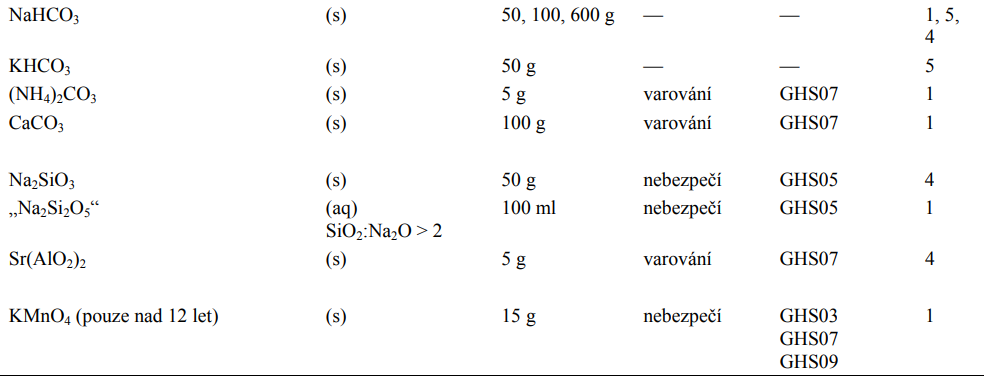 NaHCO₃ (s) 50, 100, 600 g — — 1, 5,
4
KHCO₃ (s) 50 g — — 5
(NH₄)₂CO₃ (s) 5 g varování GHS07 1
CaCO₃ (s) 100 g varování GHS07 1
Na₂SiO₃ (s) 50 g nebezpečí GHS05 4
„Na₂Si₂O₅“ (aq) 100 ml nebezpečí GHS05 1
SiO₂:Na₂O > 2
Sr(AlO₂)₂ (s) 5 g varování GHS07 4
KMnO₄ (pouze nad 12 let) (s) 15 g nebezpečí GHS03 1
GHS07
GHS09